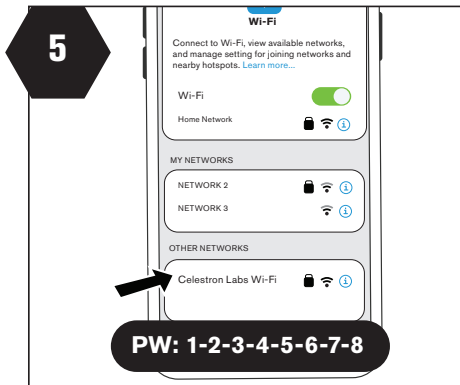 5
Wi-Fi
Connect to Wi-Fi, view available networks,
and manage setting for joining networks and
nearby hotspots. Learn more...
Wi-Fi
Home Network
MY NETWORKS
NETWORK 2
NETWORK 3
OTHER NETWORKS
Celestron Labs Wi-Fi
PW: 1-2-3-4-5-6-7-8